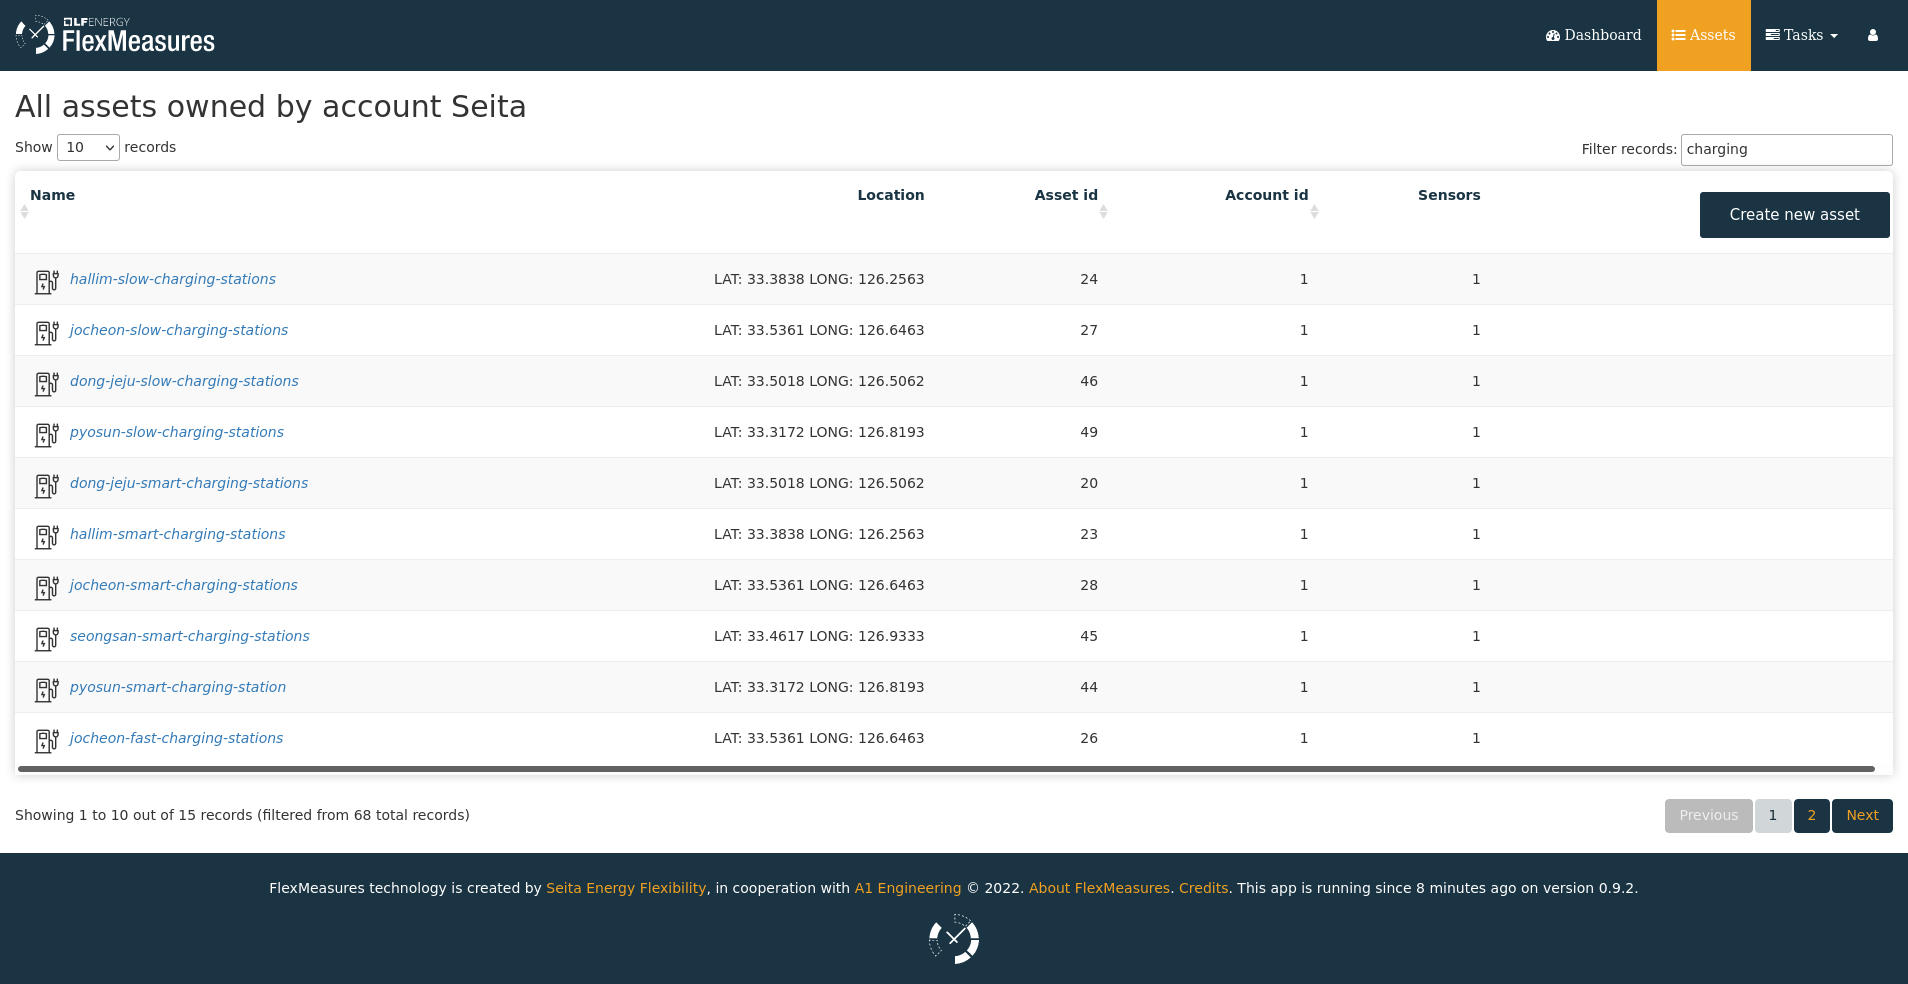 LFENERGY
FlexMeasures
Dashboard Assets Tasks
All assets owned by account Seita
Show 10 records Filter records: charging
Name Location Asset id Account id Sensors Create new asset
hallim-slow-charging-stations LAT: 33.3838 LONG: 126.2563 24 1 1
jocheon-slow-charging-stations LAT: 33.5361 LONG: 126.6463 27 1 1
dong-jeju-slow-charging-stations LAT: 33.5018 LONG: 126.5062 46 1 1
pyosun-slow-charging-stations LAT: 33.3172 LONG: 126.8193 49 1 1
dong-jeju-smart-charging-stations LAT: 33.5018 LONG: 126.5062 20 1 1
hallim-smart-charging-stations LAT: 33.3838 LONG: 126.2563 23 1 1
jocheon-smart-charging-stations LAT: 33.5361 LONG: 126.6463 28 1 1
seongsan-smart-charging-stations LAT: 33.4617 LONG: 126.9333 45 1 1
pyosun-smart-charging-station LAT: 33.3172 LONG: 126.8193 44 1 1
jocheon-fast-charging-stations LAT: 33.5361 LONG: 126.6463 26 1 1
Showing 1 to 10 out of 15 records (filtered from 68 total records) Previous 1 2 Next
FlexMeasures technology is created by Seita Energy Flexibility, in cooperation with A1 Engineering © 2022. About FlexMeasures. Credits. This app is running since 8 minutes ago on version 0.9.2.